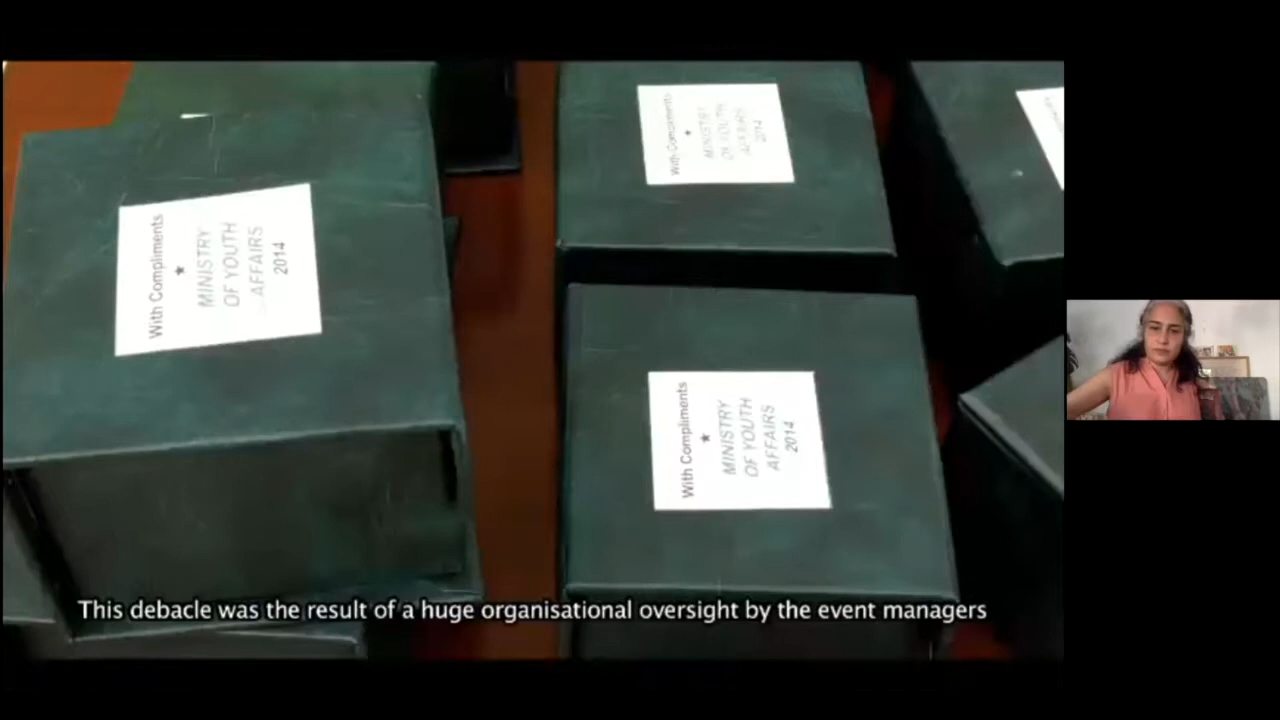 With Compliments
★
MINISTRY
OF YOUTH
AFFAIRS
2014
With Compliments
★
MINISTRY
OF YOUTH
AFFAIRS
2014
With Compliments
★
MINISTRY
OF YOUTH
AFFAIRS
2014
This debacle was the result of a huge organisational oversight by the event managers